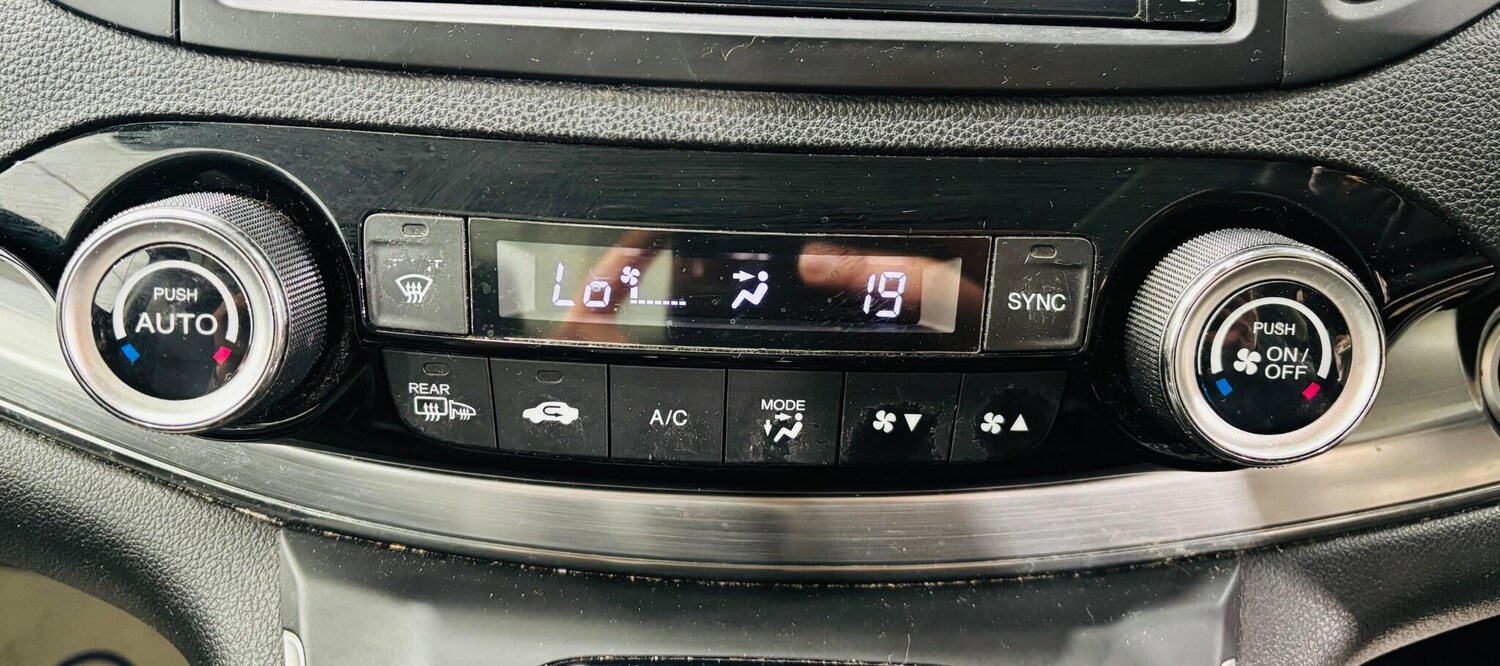 PUSH
AUTO
Lo
19
SYNC
PUSH
ON/
OFF
REAR
A/C
MODE